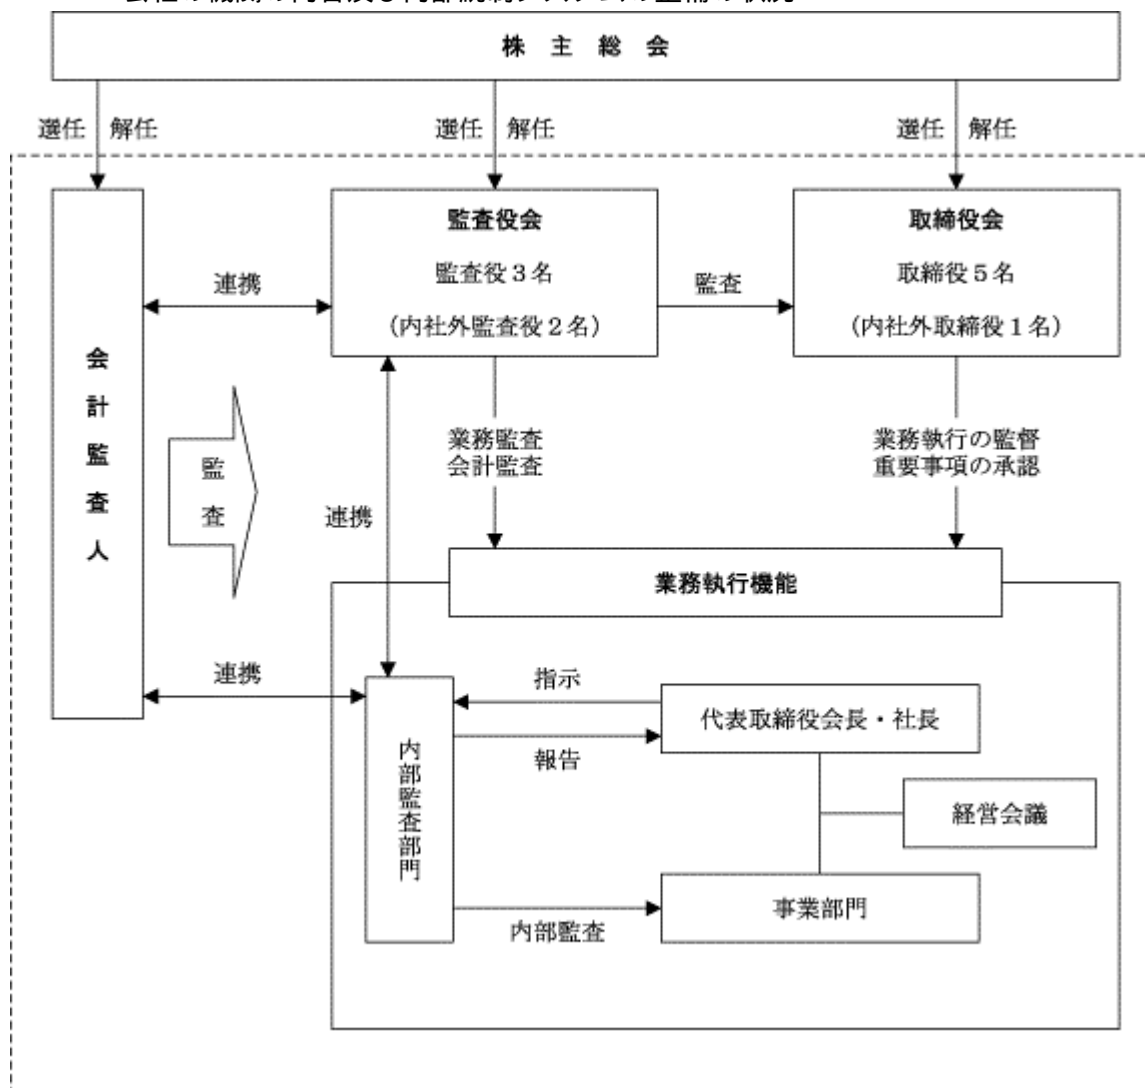 株 主 総 会
選任 解任
選任 解任
選任 解任
会計監査人
監査役会
監査役3名
(内社外監査役2名)
取締役会
取締役5名
(内社外取締役1名)
連携
監査
監査
業務監査
会計監査
業務執行の監督
重要事項の承認
連携
業務執行機能
連携
内部監査部門
指示
報告
代表取締役会長・社長
経営会議
事業部門
内部監査